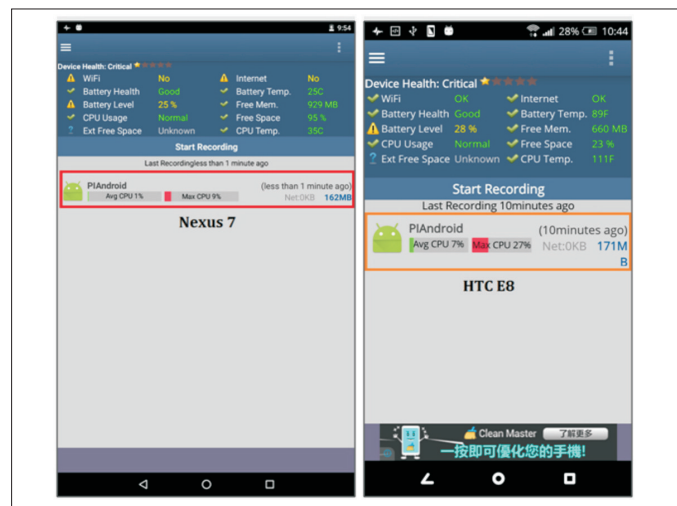 9:54
Device Health: Critical
WiFi No Internet No
Battery Health Good Battery Temp. 25C
Battery Level 25 % Free Mem. 929 MB
CPU Usage Normal Free Space 95 %
Ext Free Space Unknown CPU Temp. 35C
Start Recording
Last Recordingless than 1 minute ago
PIAndroid (less than 1 minute ago)
Avg CPU 1% Max CPU 9% Net:0KB 162MB
Nexus 7
28% 10:44
Device Health: Critical
WiFi OK Internet OK
Battery Health Good Battery Temp. 89F
Battery Level 28 % Free Mem. 660 MB
CPU Usage Normal Free Space 23 %
Ext Free Space Unknown CPU Temp. 111F
Start Recording
Last Recording 10minutes ago
PIAndroid (10minutes ago)
Avg CPU 7% Max CPU 27% Net:0KB 171M
B
HTC E8
Clean Master 了解更多
一按即可優化您的手機!